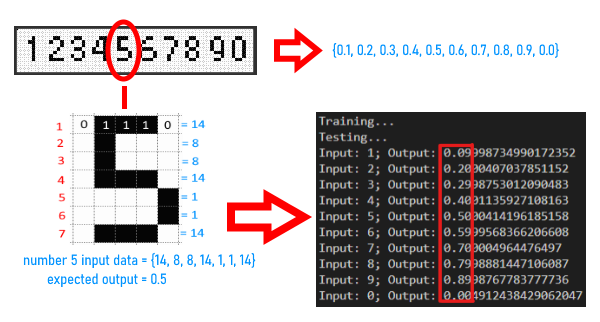 1234567890
{0.1, 0.2, 0.3, 0.4, 0.5, 0.6, 0.7, 0.8, 0.9, 0.0}
1 0 1 1 1 0 = 14
2 = 8
3 = 8
4 = 14
5 = 1
6 = 1
7 = 14
number 5 input data = {14, 8, 8, 14, 1, 1, 14}
expected output = 0.5
Training...
Testing...
Input: 1; Output: 0.09998734990172352
Input: 2; Output: 0.2000407037851152
Input: 3; Output: 0.2998753012090483
Input: 4; Output: 0.4001135927108163
Input: 5; Output: 0.5000414196185158
Input: 6; Output: 0.5999568366206608
Input: 7; Output: 0.700004964476497
Input: 8; Output: 0.7998881447106087
Input: 9; Output: 0.8998767783777736
Input: 0; Output: 0.004912438429062047